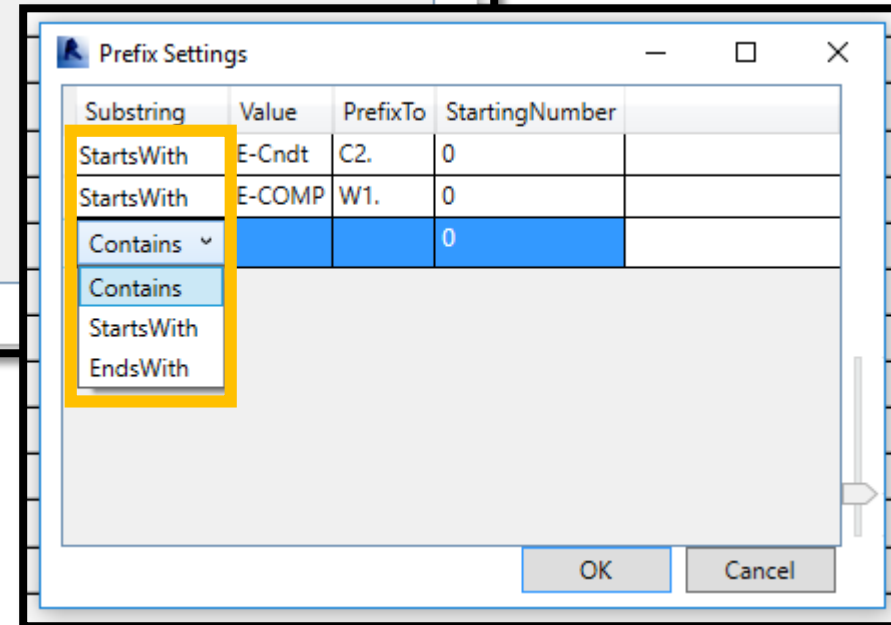 Prefix Settings
Substring Value PrefixTo StartingNumber
StartsWith E-Cndt C2. 0
StartsWith E-COMP W1. 0
Contains 0
Contains
StartsWith
EndsWith
OK Cancel